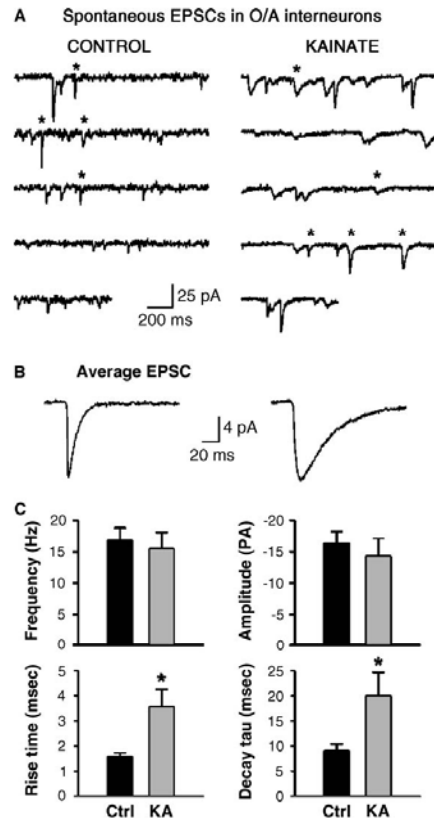 A Spontaneous EPSCs in O/A interneurons
CONTROL KAINATE
*
*
* *
* *
* * *
25 pA
200 ms
B Average EPSC
4 pA
20 ms
C
Frequency (Hz)
20
15
10
5
0
Amplitude (PA)
-20
-15
-10
-5
0
Rise time (msec)
5
4
3
2
1
0
*
Ctrl KA
Decay tau (msec)
25
20
15
10
5
0
*
Ctrl KA